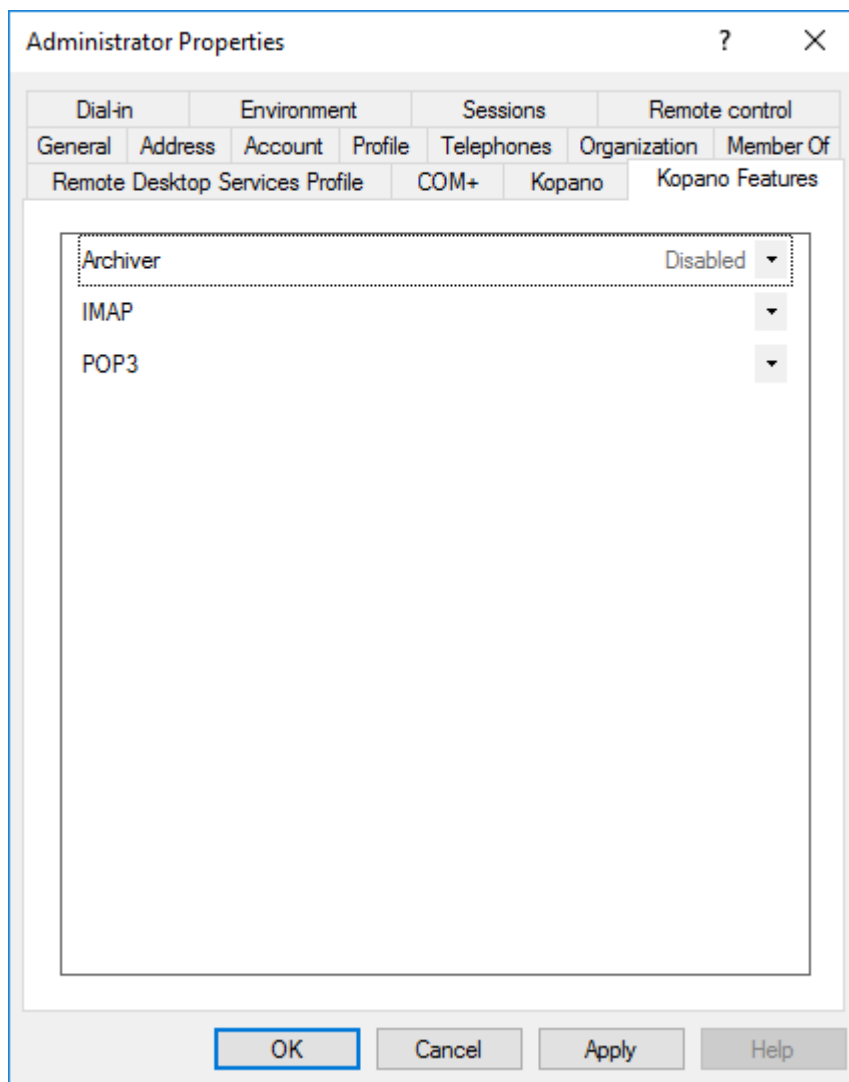 Administrator Properties ?
Dial-in Environment Sessions Remote control
General Address Account Profile Telephones Organization Member Of
Remote Desktop Services Profile COM+ Kopano Kopano Features
Archiver Disabled
IMAP
POP3
OK Cancel Apply Help